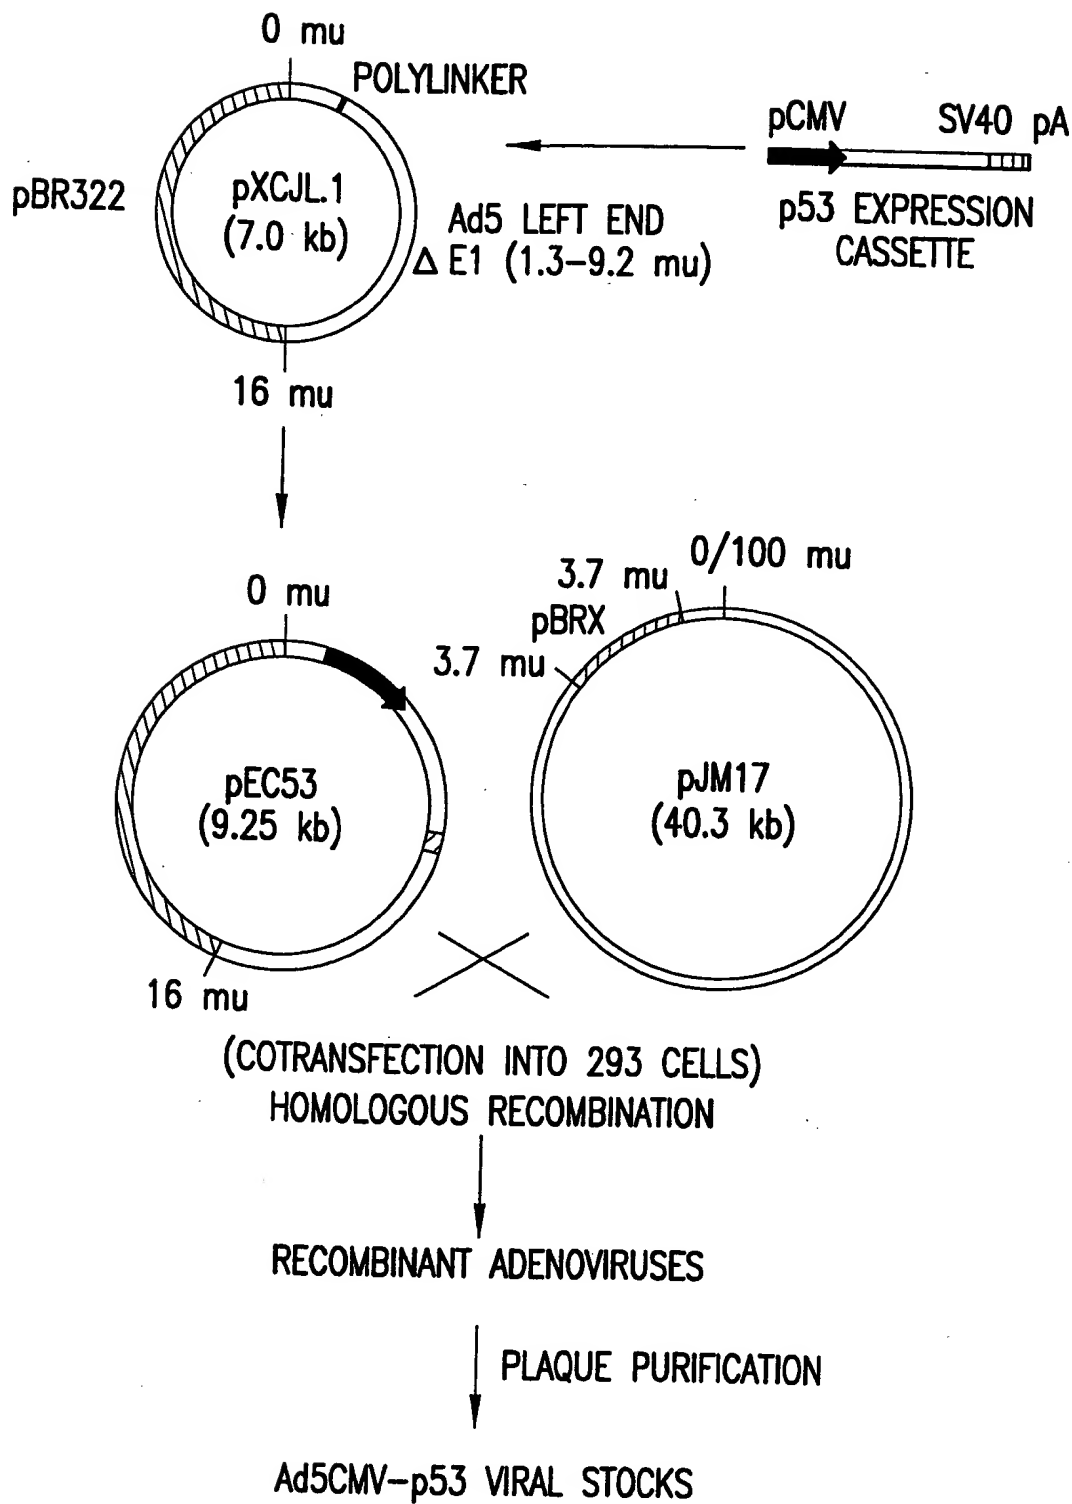 0 mu
POLYLINKER
pBR322
pXCJL.1
(7.0 kb)
Ad5 LEFT END
Δ E1 (1.3–9.2 mu)
16 mu
pCMV
SV40 pA
p53 EXPRESSION
CASSETTE
0 mu
pEC53
(9.25 kb)
16 mu
3.7 mu
0/100 mu
pBRX
3.7 mu
pJM17
(40.3 kb)
(COTRANSFECTION INTO 293 CELLS)
HOMOLOGOUS RECOMBINATION
RECOMBINANT ADENOVIRUSES
PLAQUE PURIFICATION
Ad5CMV–p53 VIRAL STOCKS